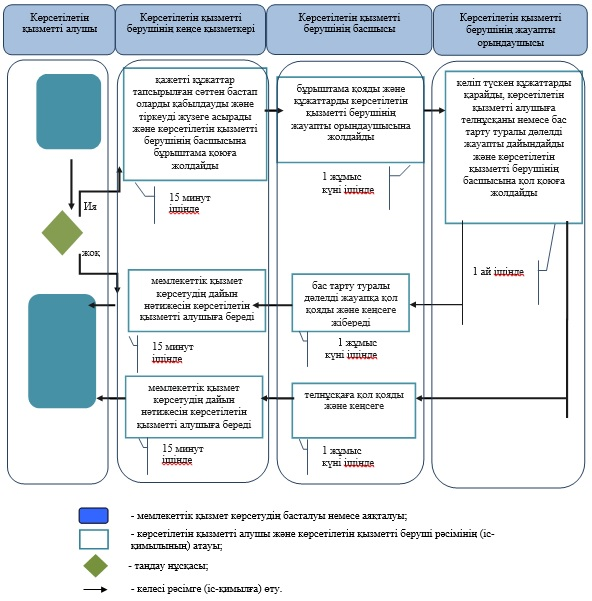 Көрсетілетін
қызметті алушы
Көрсетілетін қызметті
берушінің кеңсе қызметкері
Көрсетілетін қызметті
берушінің басшысы
Көрсетілетін қызметті
берушінің жауапты
орындаушысы
қажетті құжаттар
тапсырылған сәттен бастап
оларды қабылдауды және
тіркеуді жүзеге асырады
және көрсетілетін қызметті
берушінің басшысына
бұрыштама қоюға
жолдайды
бұрыштама қояды және
құжаттарды көрсетілетін
қызметті берушінің
жауапты орындаушысына
жолдайды
келіп түскен құжаттарды
қарайды, көрсетілетін
қызметті алушыға
телнұсқаны немесе бас
тарту туралы дәлелді
жауапты дайындайды
және көрсетілетін
қызметті берушінің
басшысына қол қоюға
жолдайды
15 минут
ішінде
1 жұмыс
күні ішінде
1 ай ішінде
Ия
жоқ
мемлекеттік қызмет
көрсетудің дайын
нәтижесін көрсетілетін
қызметті алушыға береді
бас тарту туралы
дәлелді жауапқа қол
қояды және кеңсеге
жібереді
15 минут
ішінде
1 жұмыс
күні ішінде
мемлекеттік қызмет
көрсетудің дайын
нәтижесін көрсетілетін
қызметті алушыға береді
телнұсқаға қол қояды
және кеңсеге
15 минут
ішінде
1 жұмыс
күні ішінде
- мемлекеттік қызмет көрсетудің басталуы немесе аяқталуы;
- көрсетілетін қызметті алушы және көрсетілетін қызметті беруші рәсімінің (іс-
қимылының) атауы;
- таңдау нұсқасы;
- келесі рәсімге (іс-қимылға) өту.